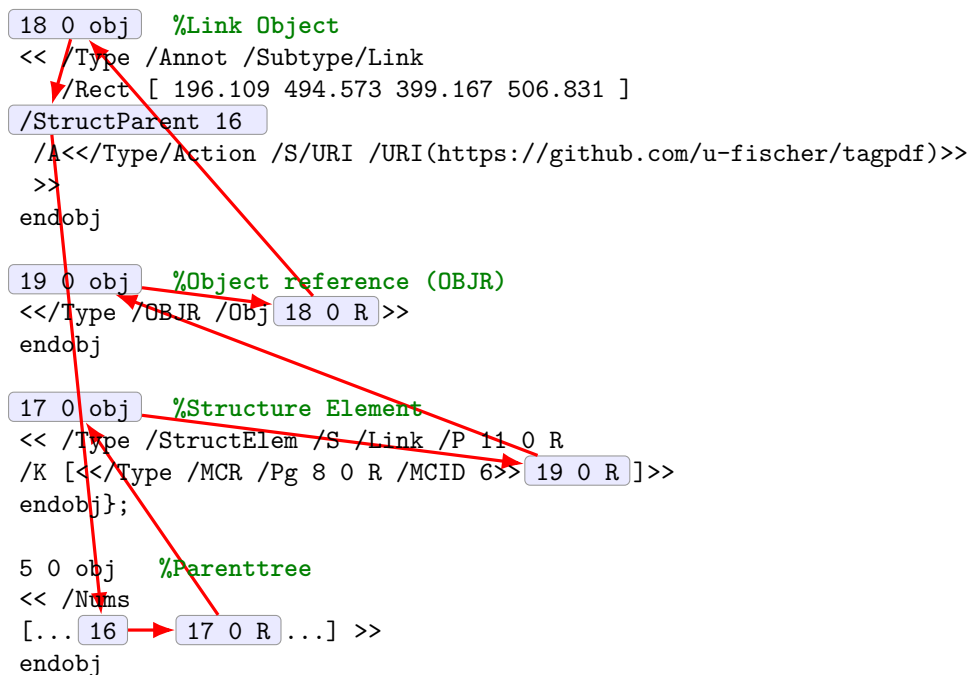 18 0 obj %Link Object
<< /Type /Annot /Subtype/Link
/Rect [ 196.109 494.573 399.167 506.831 ]
/StructParent 16
/A<</Type/Action /S/URI /URI(https://github.com/u-fischer/tagpdf)>>
>>
endobj
19 0 obj %Object reference (OBJR)
<</Type /OBJR /Obj 18 0 R >>
endobj
17 0 obj %Structure Element
<< /Type /StructElem /S /Link /P 11 0 R
/K [<</Type /MCR /Pg 8 0 R /MCID 6>> 19 0 R ]>>
endobj};
5 0 obj %Parenttree
<< /Nums
[... 16 17 0 R ...] >>
endobj